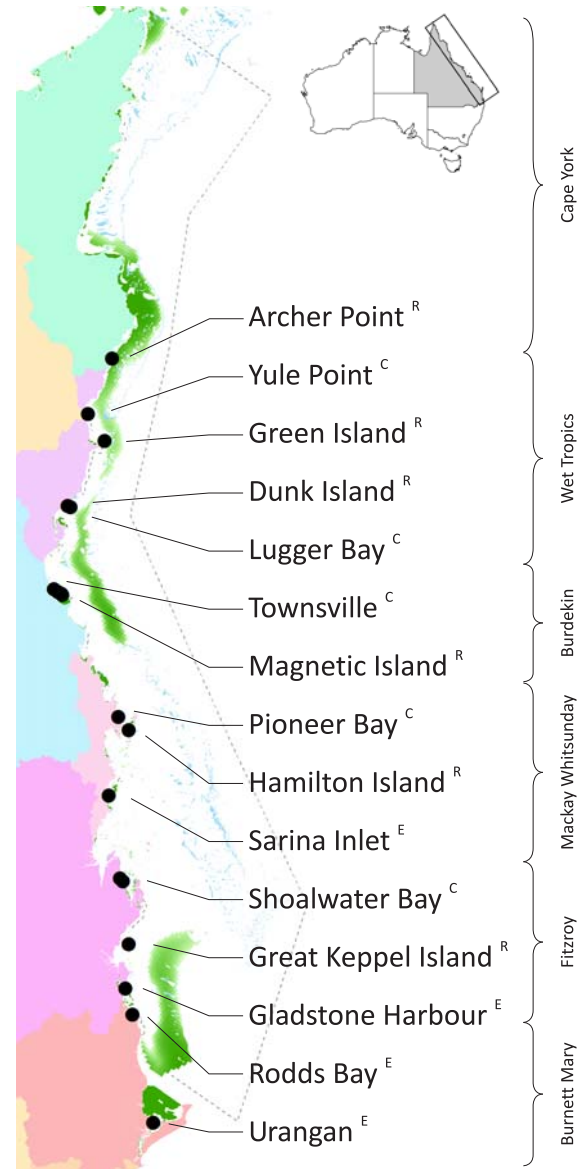 Archer Point R
Yule Point C
Green Island R
Dunk Island R
Lugger Bay C
Townsville C
Magnetic Island R
Pioneer Bay C
Hamilton Island R
Sarina Inlet E
Shoalwater Bay C
Great Keppel Island R
Gladstone Harbour E
Rodds Bay E
Urangan E
Cape York
Wet Tropics
Burdekin
Mackay Whitsunday
Fitzroy
Burnett Mary